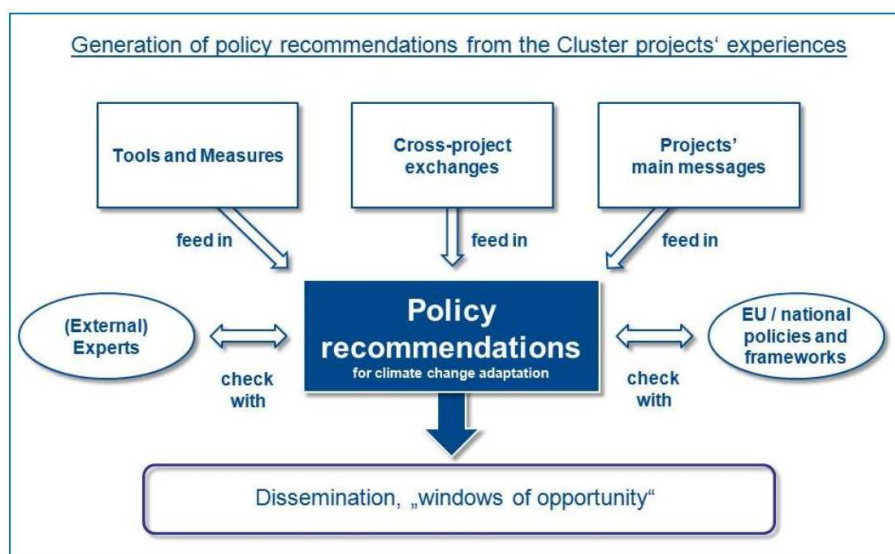 Generation of policy recommendations from the Cluster projects‘ experiences
Tools and Measures
Cross-project
exchanges
Projects’
main messages
feed in
feed in
feed in
(External)
Experts
check
with
Policy
recommendations
for climate change adaptation
check
with
EU / national
policies and
frameworks
Dissemination, „windows of opportunity“